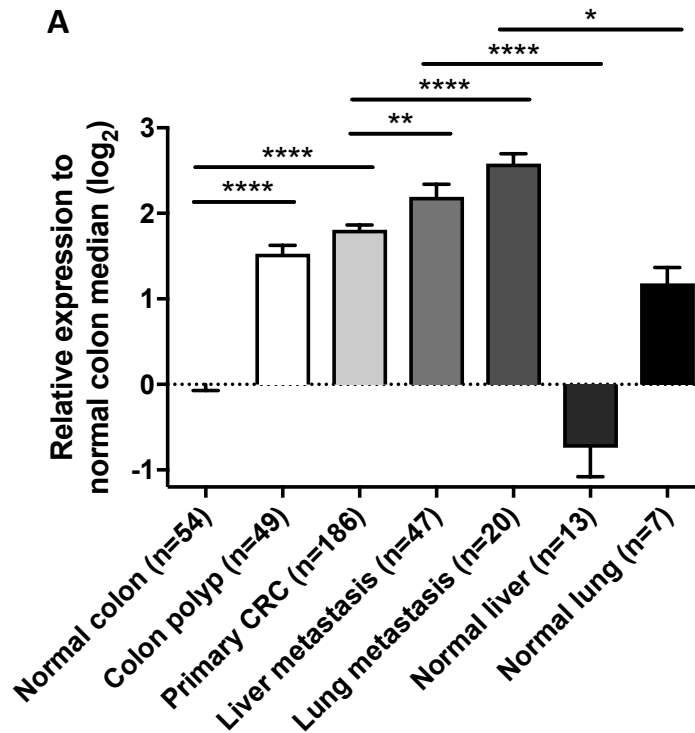 A
*
****
****
**
****
****
Relative expression to
normal colon median (log₂)
3
2
1
0
-1
Normal colon (n=54)
Colon polyp (n=49)
Primary CRC (n=186)
Liver metastasis (n=47)
Lung metastasis (n=20)
Normal liver (n=13)
Normal lung (n=7)